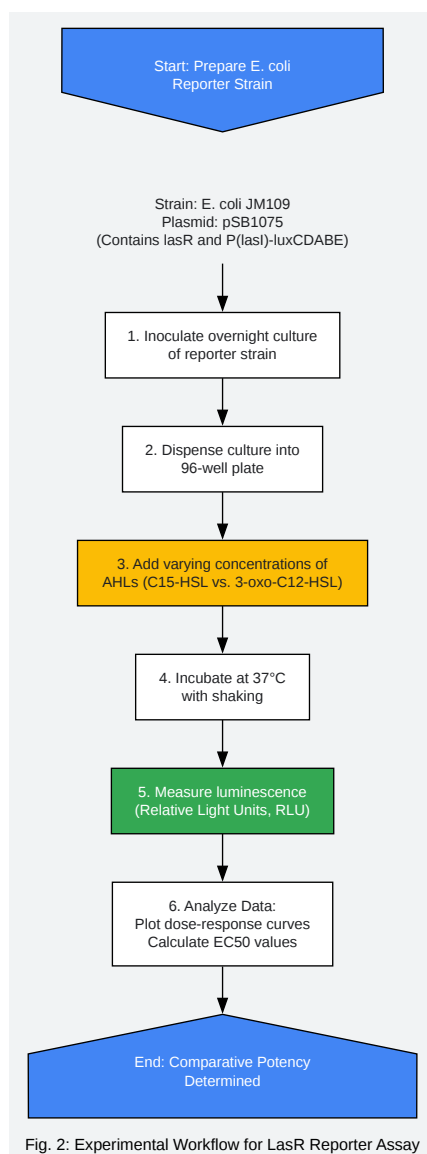 Start: Prepare E. coli
Reporter Strain
Strain: E. coli JM109
Plasmid: pSB1075
(Contains lasR and P(lasI)-luxCDABE)
1. Inoculate overnight culture
of reporter strain
2. Dispense culture into
96-well plate
3. Add varying concentrations of
AHLs (C15-HSL vs. 3-oxo-C12-HSL)
4. Incubate at 37°C
with shaking
5. Measure luminescence
(Relative Light Units, RLU)
6. Analyze Data:
Plot dose-response curves
Calculate EC50 values
End: Comparative Potency
Determined
Fig. 2: Experimental Workflow for LasR Reporter Assay